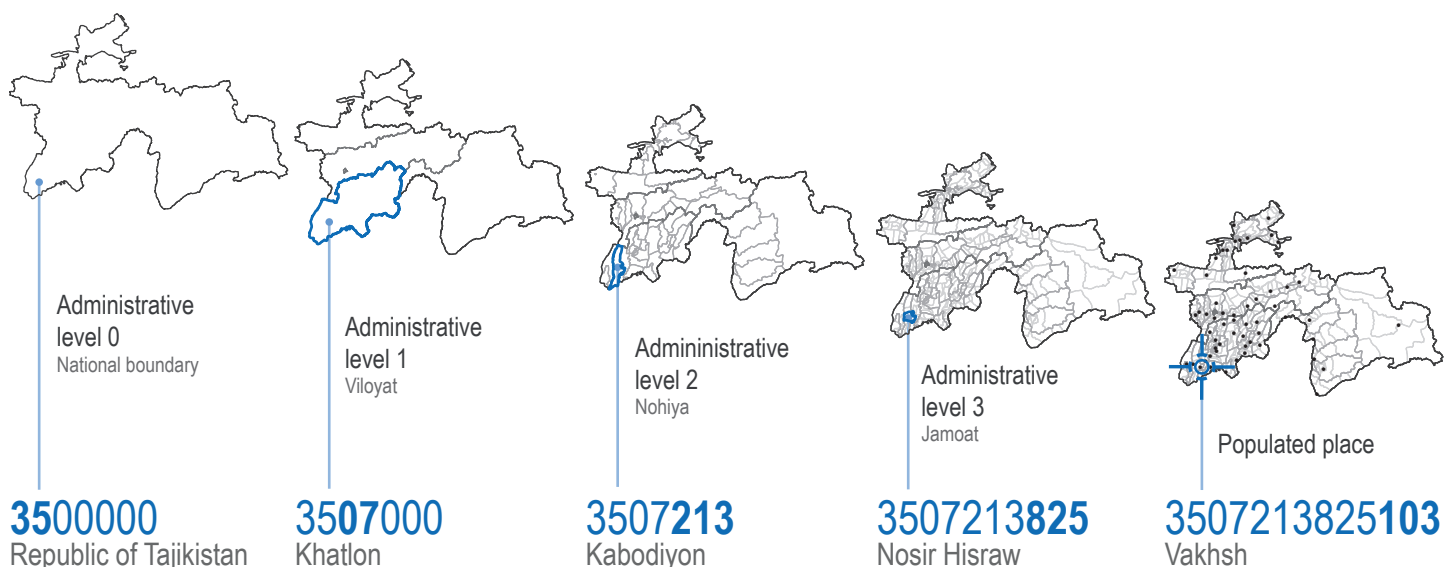 Administrative
level 0
National boundary
3500000
Republic of Tajikistan
Administrative
level 1
Viloyat
3507000
Khatlon
Admininistrative
level 2
Nohiya
3507213
Kabodiyon
Administrative
level 3
Jamoat
3507213825
Nosir Hisraw
Populated place
3507213825103
Vakhsh